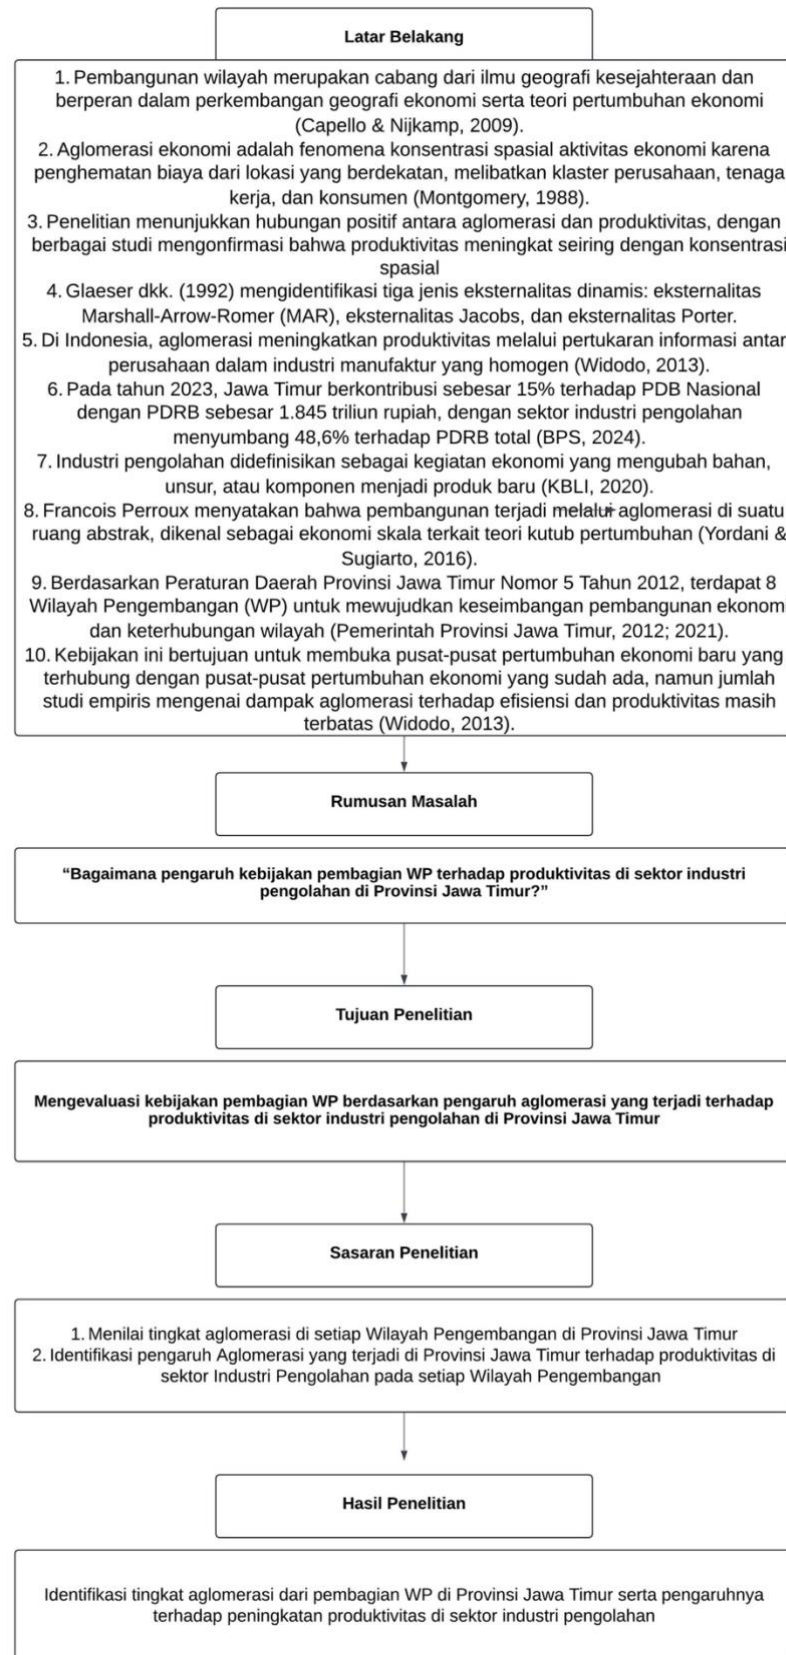 Latar Belakang
1. Pembangunan wilayah merupakan cabang dari ilmu geografi kesejahteraan dan
berperan dalam perkembangan geografi ekonomi serta teori pertumbuhan ekonomi
(Capello & Nijkamp, 2009).
2. Aglomerasi ekonomi adalah fenomena konsentrasi spasial aktivitas ekonomi karena
penghematan biaya dari lokasi yang berdekatan, melibatkan klaster perusahaan, tenaga
kerja, dan konsumen (Montgomery, 1988).
3. Penelitian menunjukkan hubungan positif antara aglomerasi dan produktivitas, dengan
berbagai studi mengonfirmasi bahwa produktivitas meningkat seiring dengan konsentrasi
spasial
4. Glaeser dkk. (1992) mengidentifikasi tiga jenis eksternalitas dinamis: eksternalitas
Marshall-Arrow-Romer (MAR), eksternalitas Jacobs, dan eksternalitas Porter.
5. Di Indonesia, aglomerasi meningkatkan produktivitas melalui pertukaran informasi antar
perusahaan dalam industri manufaktur yang homogen (Widodo, 2013).
6. Pada tahun 2023, Jawa Timur berkontribusi sebesar 15% terhadap PDB Nasional
dengan PDRB sebesar 1.845 triliun rupiah, dengan sektor industri pengolahan
menyumbang 48,6% terhadap PDRB total (BPS, 2024).
7. Industri pengolahan didefinisikan sebagai kegiatan ekonomi yang mengubah bahan,
unsur, atau komponen menjadi produk baru (KBLI, 2020).
8. Francois Perroux menyatakan bahwa pembangunan terjadi melalui aglomerasi di suatu
ruang abstrak, dikenal sebagai ekonomi skala terkait teori kutub pertumbuhan (Yordani &
Sugiarto, 2016).
9. Berdasarkan Peraturan Daerah Provinsi Jawa Timur Nomor 5 Tahun 2012, terdapat 8
Wilayah Pengembangan (WP) untuk mewujudkan keseimbangan pembangunan ekonomi
dan keterhubungan wilayah (Pemerintah Provinsi Jawa Timur, 2012; 2021).
10. Kebijakan ini bertujuan untuk membuka pusat-pusat pertumbuhan ekonomi baru yang
terhubung dengan pusat-pusat pertumbuhan ekonomi yang sudah ada, namun jumlah
studi empiris mengenai dampak aglomerasi terhadap efisiensi dan produktivitas masih
terbatas (Widodo, 2013).
Rumusan Masalah
“Bagaimana pengaruh kebijakan pembagian WP terhadap produktivitas di sektor industri
pengolahan di Provinsi Jawa Timur?”
Tujuan Penelitian
Mengevaluasi kebijakan pembagian WP berdasarkan pengaruh aglomerasi yang terjadi terhadap
produktivitas di sektor industri pengolahan di Provinsi Jawa Timur
Sasaran Penelitian
1. Menilai tingkat aglomerasi di setiap Wilayah Pengembangan di Provinsi Jawa Timur
2. Identifikasi pengaruh Aglomerasi yang terjadi di Provinsi Jawa Timur terhadap produktivitas di
sektor Industri Pengolahan pada setiap Wilayah Pengembangan
Hasil Penelitian
Identifikasi tingkat aglomerasi dari pembagian WP di Provinsi Jawa Timur serta pengaruhnya
terhadap peningkatan produktivitas di sektor industri pengolahan